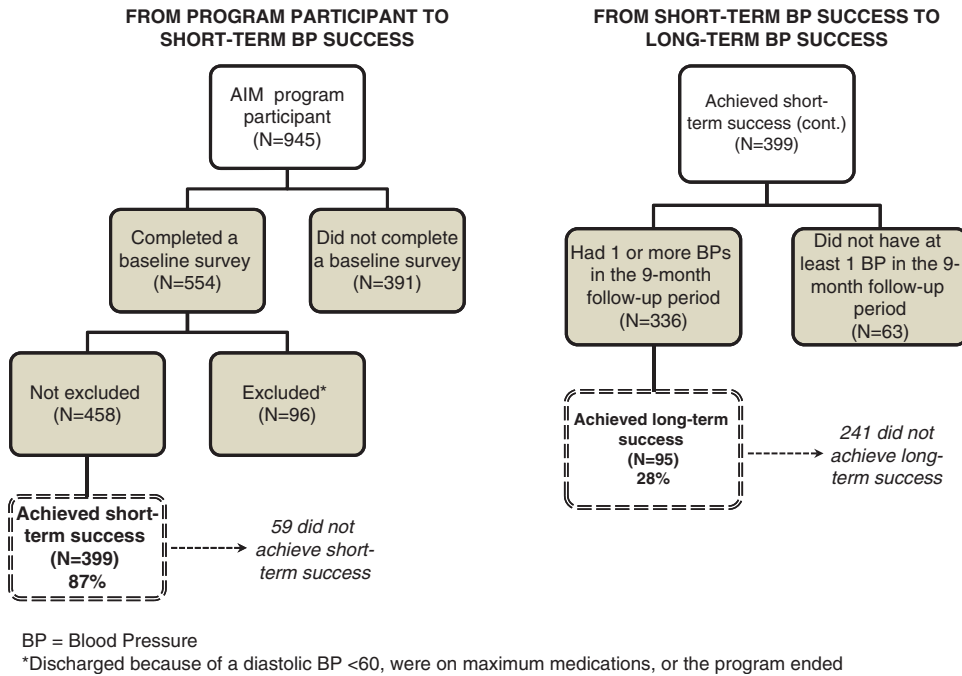 FROM PROGRAM PARTICIPANT TO
SHORT-TERM BP SUCCESS
AIM program
participant
(N=945)
Completed a
baseline survey
(N=554)
Did not complete
a baseline survey
(N=391)
Not excluded
(N=458)
Excluded*
(N=96)
Achieved short-
term success
(N=399)
87%
59 did not
achieve short-
term success
FROM SHORT-TERM BP SUCCESS TO
LONG-TERM BP SUCCESS
Achieved short-
term success (cont.)
(N=399)
Had 1 or more BPs
in the 9-month
follow-up period
(N=336)
Did not have at
least 1 BP in the 9-
month follow-up
period
(N=63)
Achieved long-term
success
(N=95)
28%
241 did not
achieve long-
term success
BP = Blood Pressure
*Discharged because of a diastolic BP <60, were on maximum medications, or the program ended